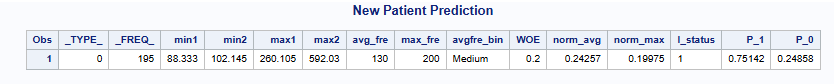 New Patient Prediction
Obs _TYPE_ _FREQ_ min1 min2 max1 max2 avg_fre max_fre avgfre_bin WOE norm_avg norm_max I_status P_1 P_0
1 0 195 88.333 102.145 260.105 592.03 130 200 Medium 0.2 0.24257 0.19975 1 0.75142 0.24858